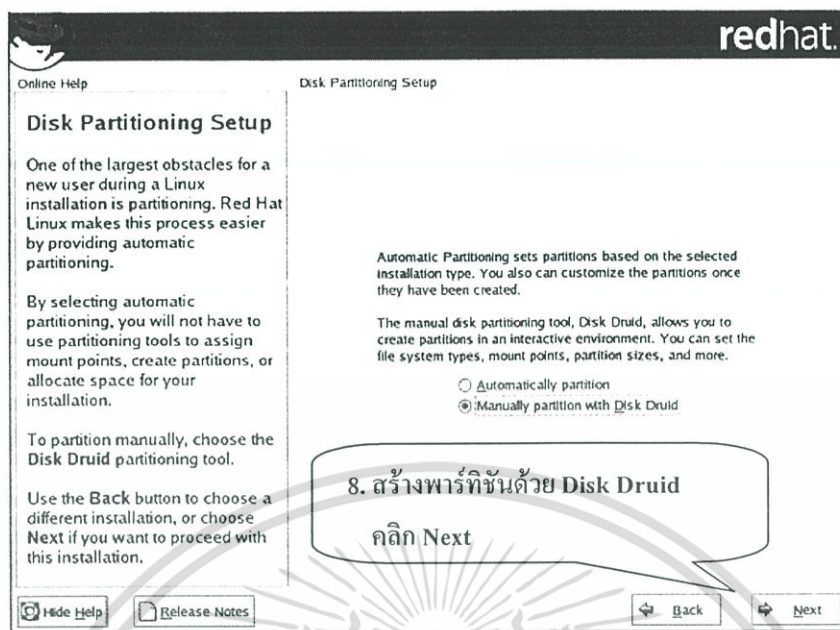 redhat.
Online Help
Disk Partitioning Setup
Disk Partitioning Setup
One of the largest obstacles for a
new user during a Linux
installation is partitioning. Red Hat
Linux makes this process easier
by providing automatic
partitioning.
By selecting automatic
partitioning, you will not have to
use partitioning tools to assign
mount points, create partitions, or
allocate space for your
installation.
To partition manually, choose the
Disk Druid partitioning tool.
Use the Back button to choose a
different installation, or choose
Next if you want to proceed with
this installation.
Automatic Partitioning sets partitions based on the selected
installation type. You also can customize the partitions once
they have been created.
The manual disk partitioning tool, Disk Druid, allows you to
create partitions in an interactive environment. You can set the
file system types, mount points, partition sizes, and more.
Automatically partition
Manually partition with Disk Druid
8. สร้างพาร์ทิชันด้วย Disk Druid
คลิก Next
Hide Help
Release Notes
Back
Next